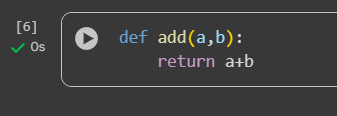 [6]
0s
def add(a,b):
    return a+b